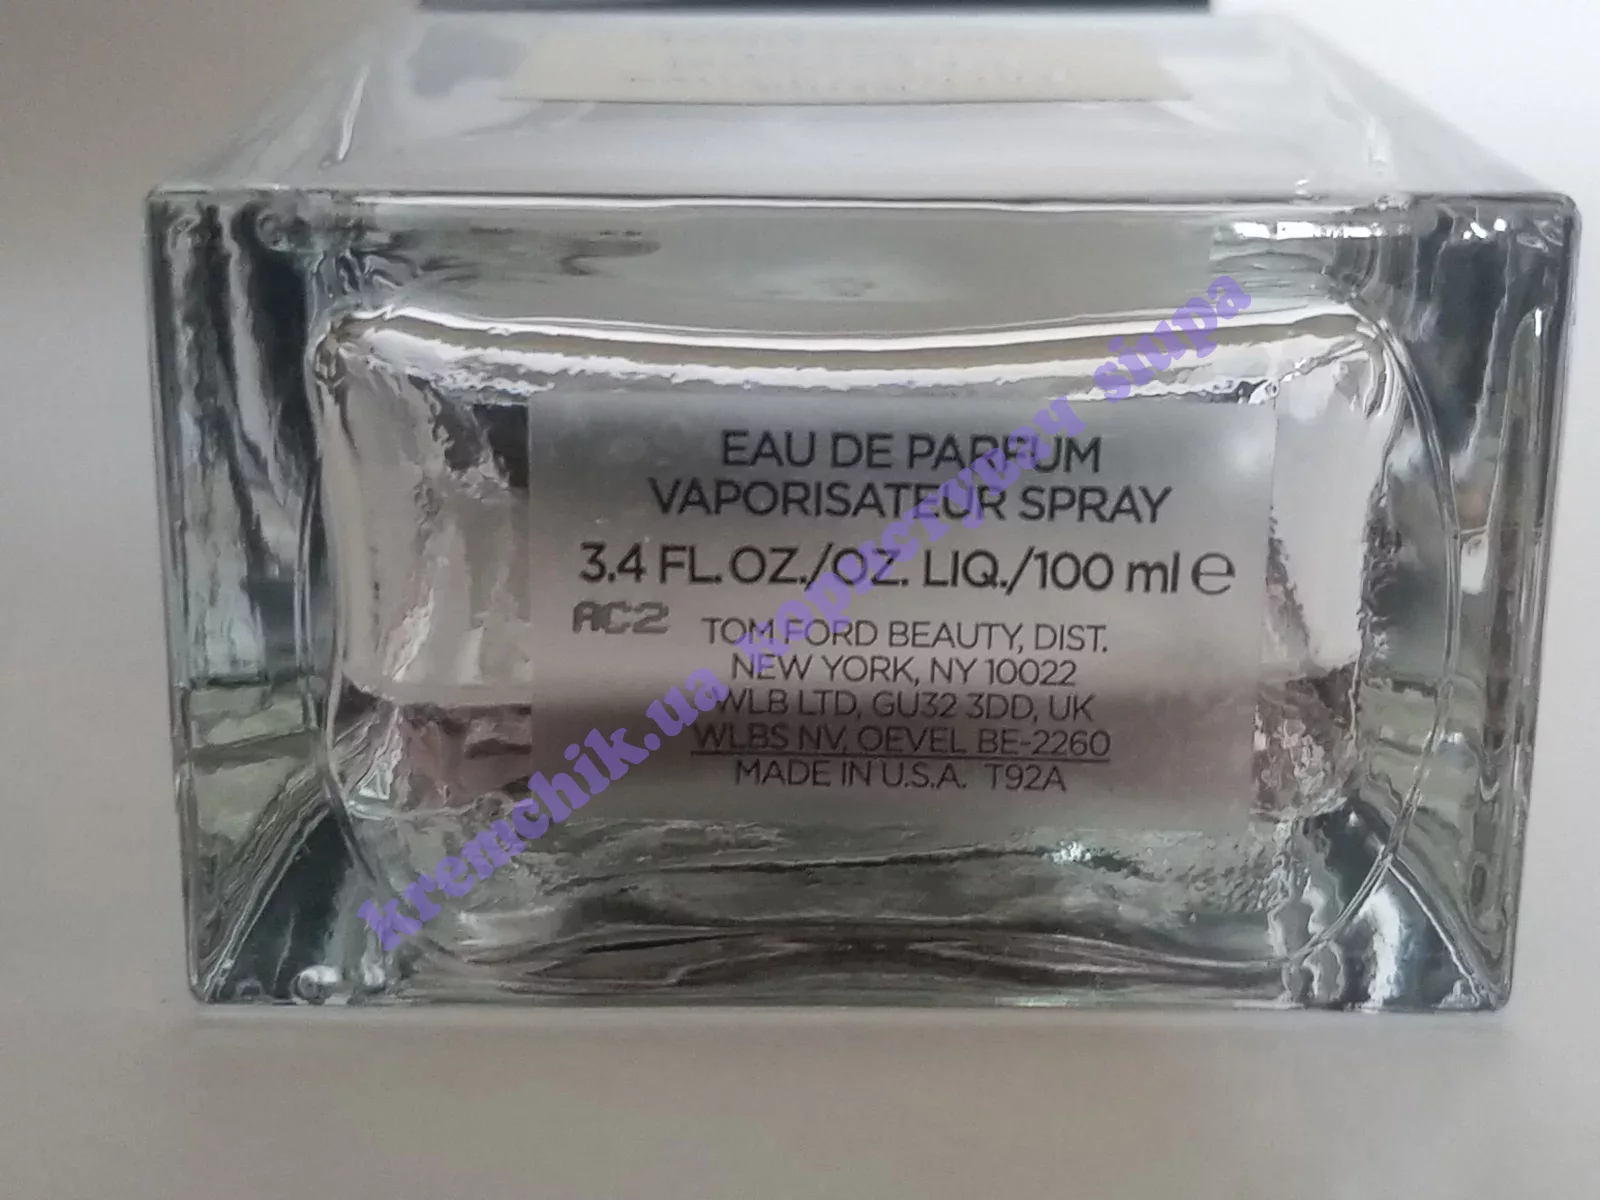 EAU DE PARFUM
VAPORISATEUR SPRAY
3.4 FL.OZ./OZ. LIQ./100 ml ℮
AC2
TOM FORD BEAUTY, DIST.
NEW YORK, NY 10022
WLB LTD, GU32 3DD, UK
WLBS NV, OEVEL BE-2260
MADE IN U.S.A. T92A
kremchik.ua користувач siupa